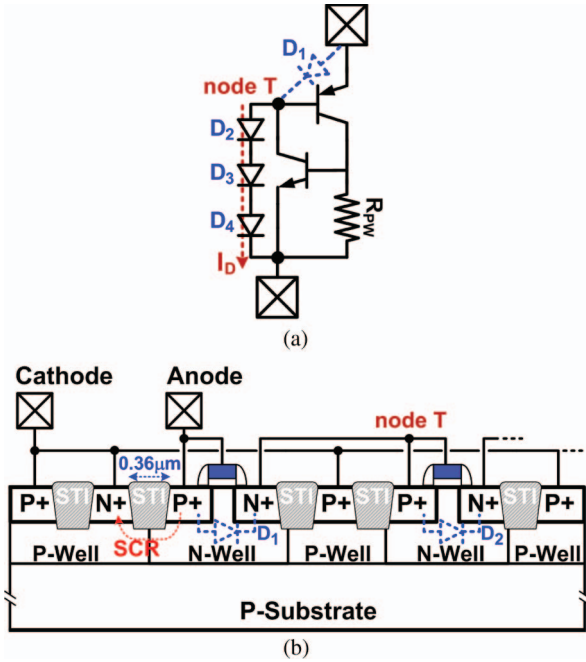 D1
node T
D2
D3
D4
RPW
ID
(a)
Cathode Anode
node T
0.36μm
P+ STI N+ STI P+ N+ STI P+ STI P+ N+ STI P+
SCR D1 D2
P-Well N-Well P-Well N-Well P-Well
P-Substrate
(b)